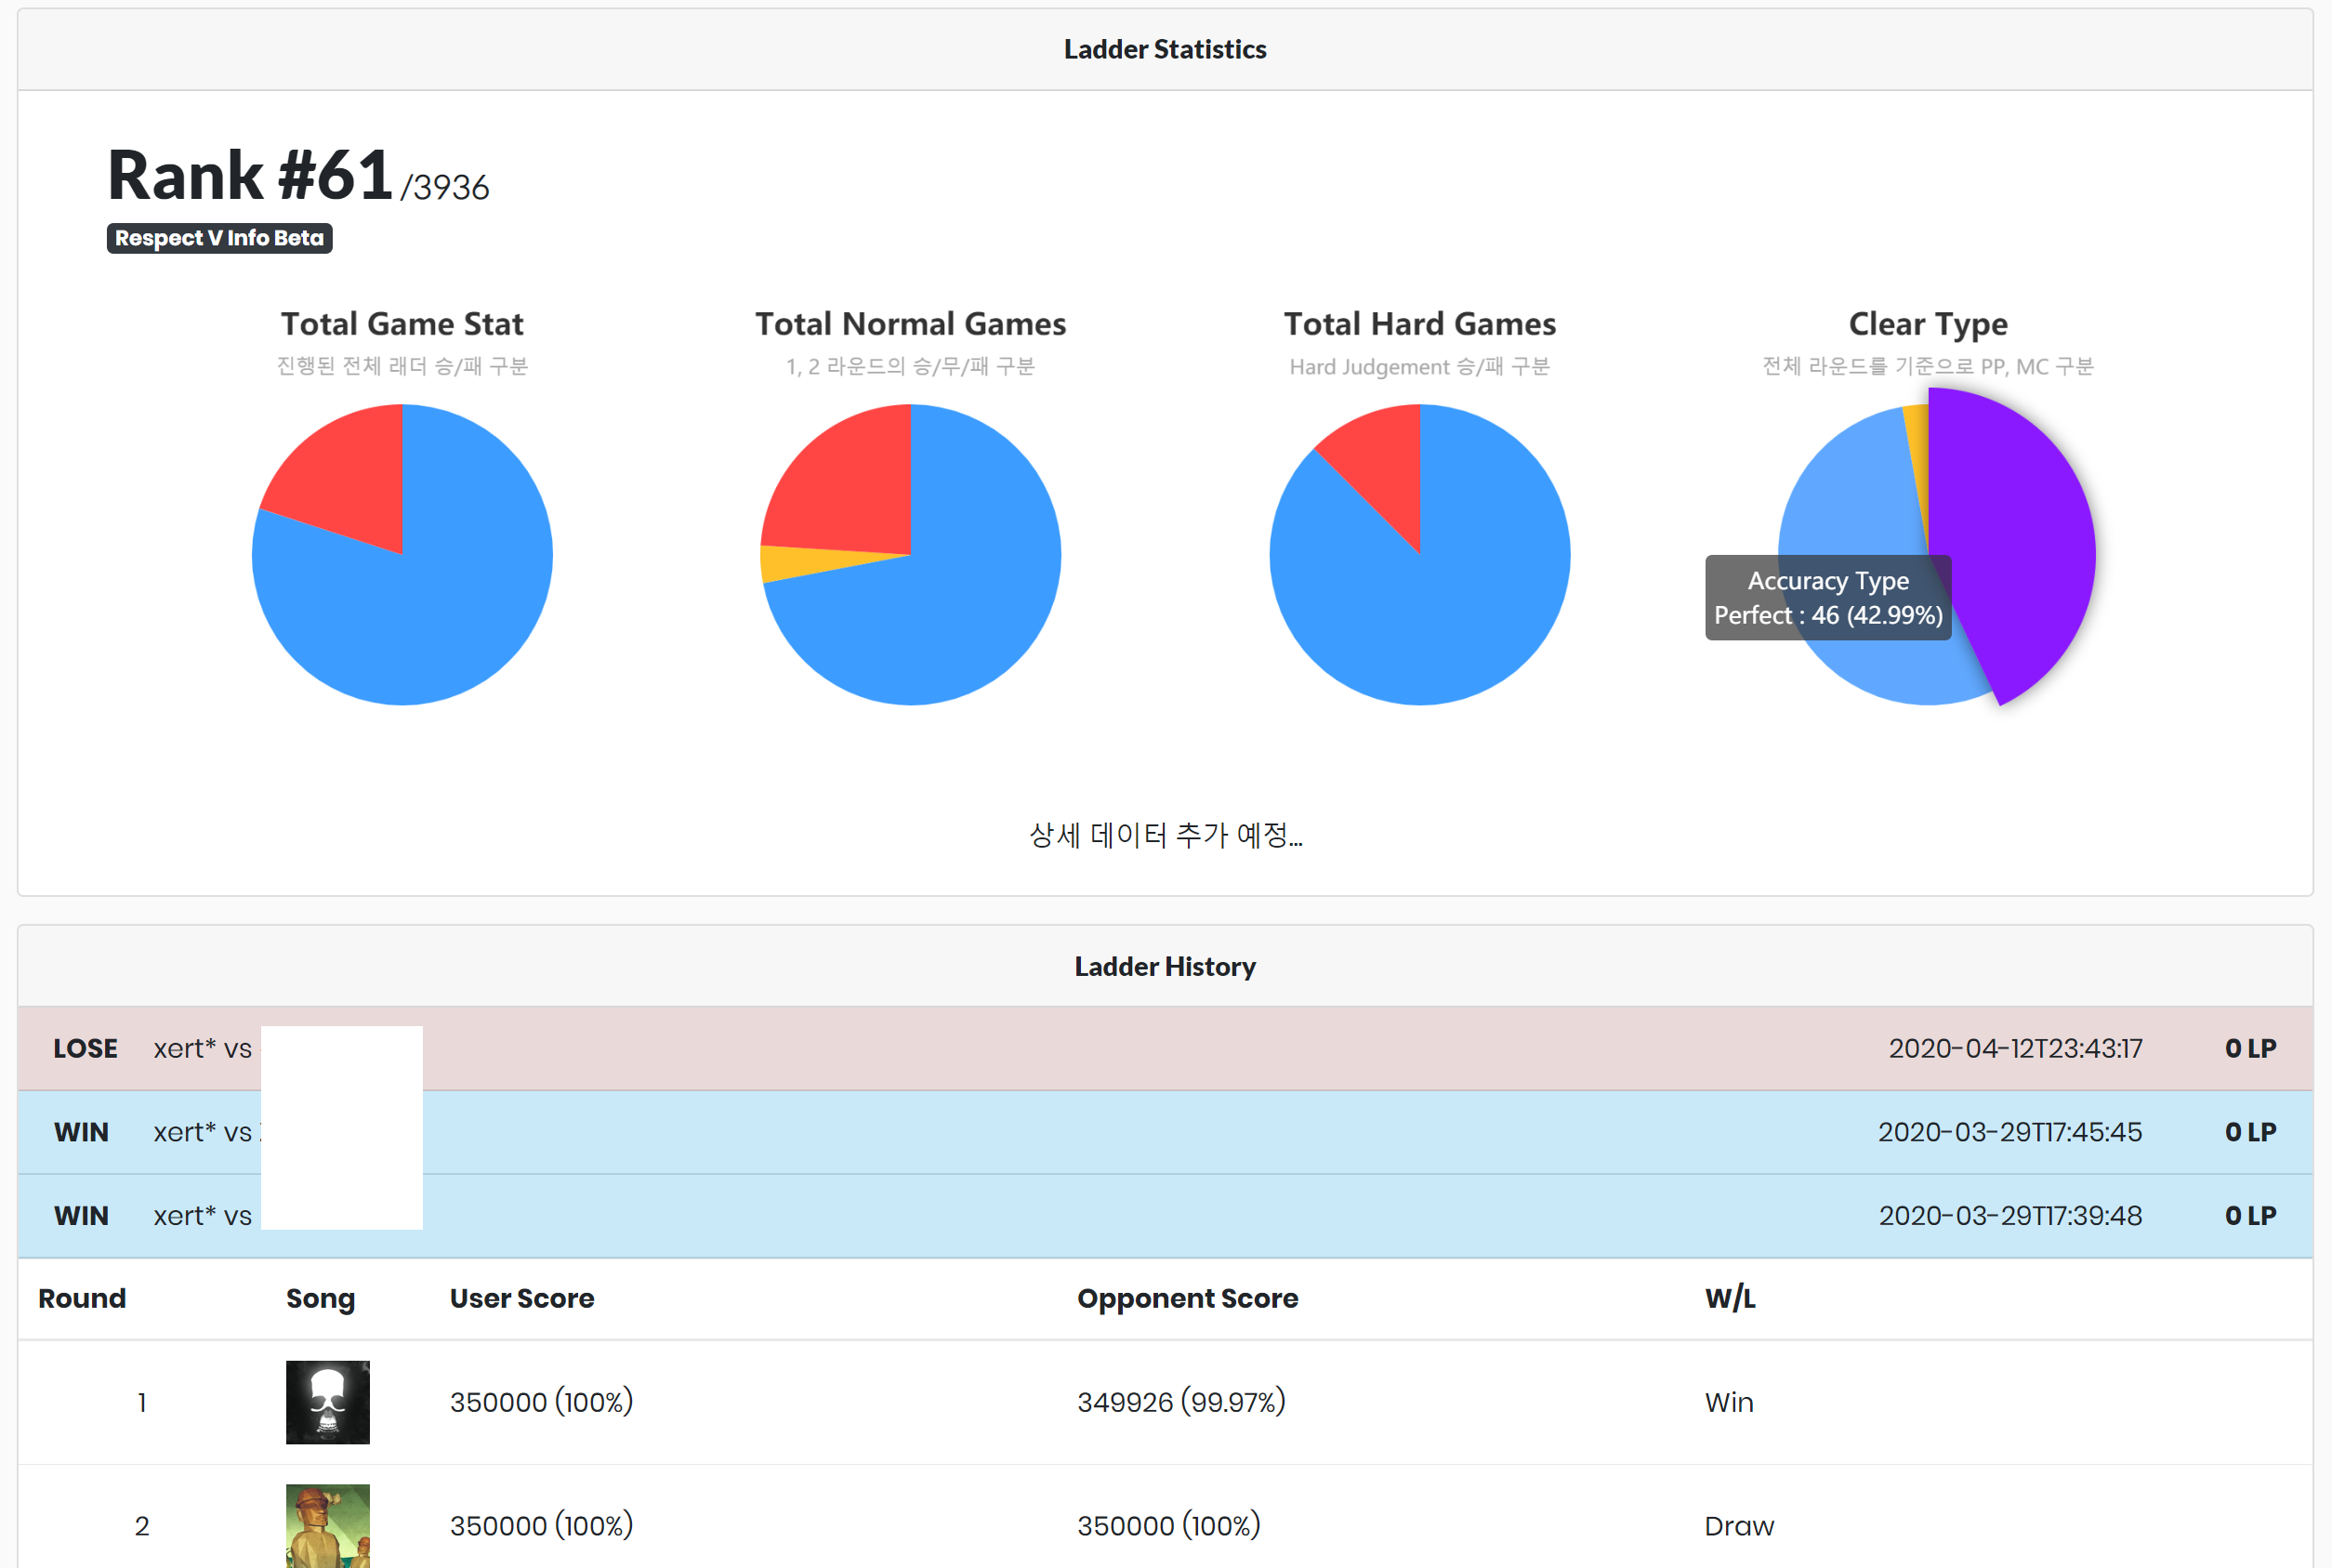 Ladder Statistics
Rank #61/3936
Respect V Info Beta
Total Game Stat
진행된 전체 래더 승/패 구분
Total Normal Games
1, 2 라운드의 승/무/패 구분
Total Hard Games
Hard Judgement 승/패 구분
Clear Type
전체 라운드를 기준으로 PP, MC 구분
Accuracy Type
Perfect : 46 (42.99%)
상세 데이터 추가 예정...
Ladder History
LOSE xert* vs 2020-04-12T23:43:17 0 LP
WIN xert* vs 2020-03-29T17:45:45 0 LP
WIN xert* vs 2020-03-29T17:39:48 0 LP
Round Song User Score Opponent Score W/L
1 350000 (100%) 349926 (99.97%) Win
2 350000 (100%) 350000 (100%) Draw